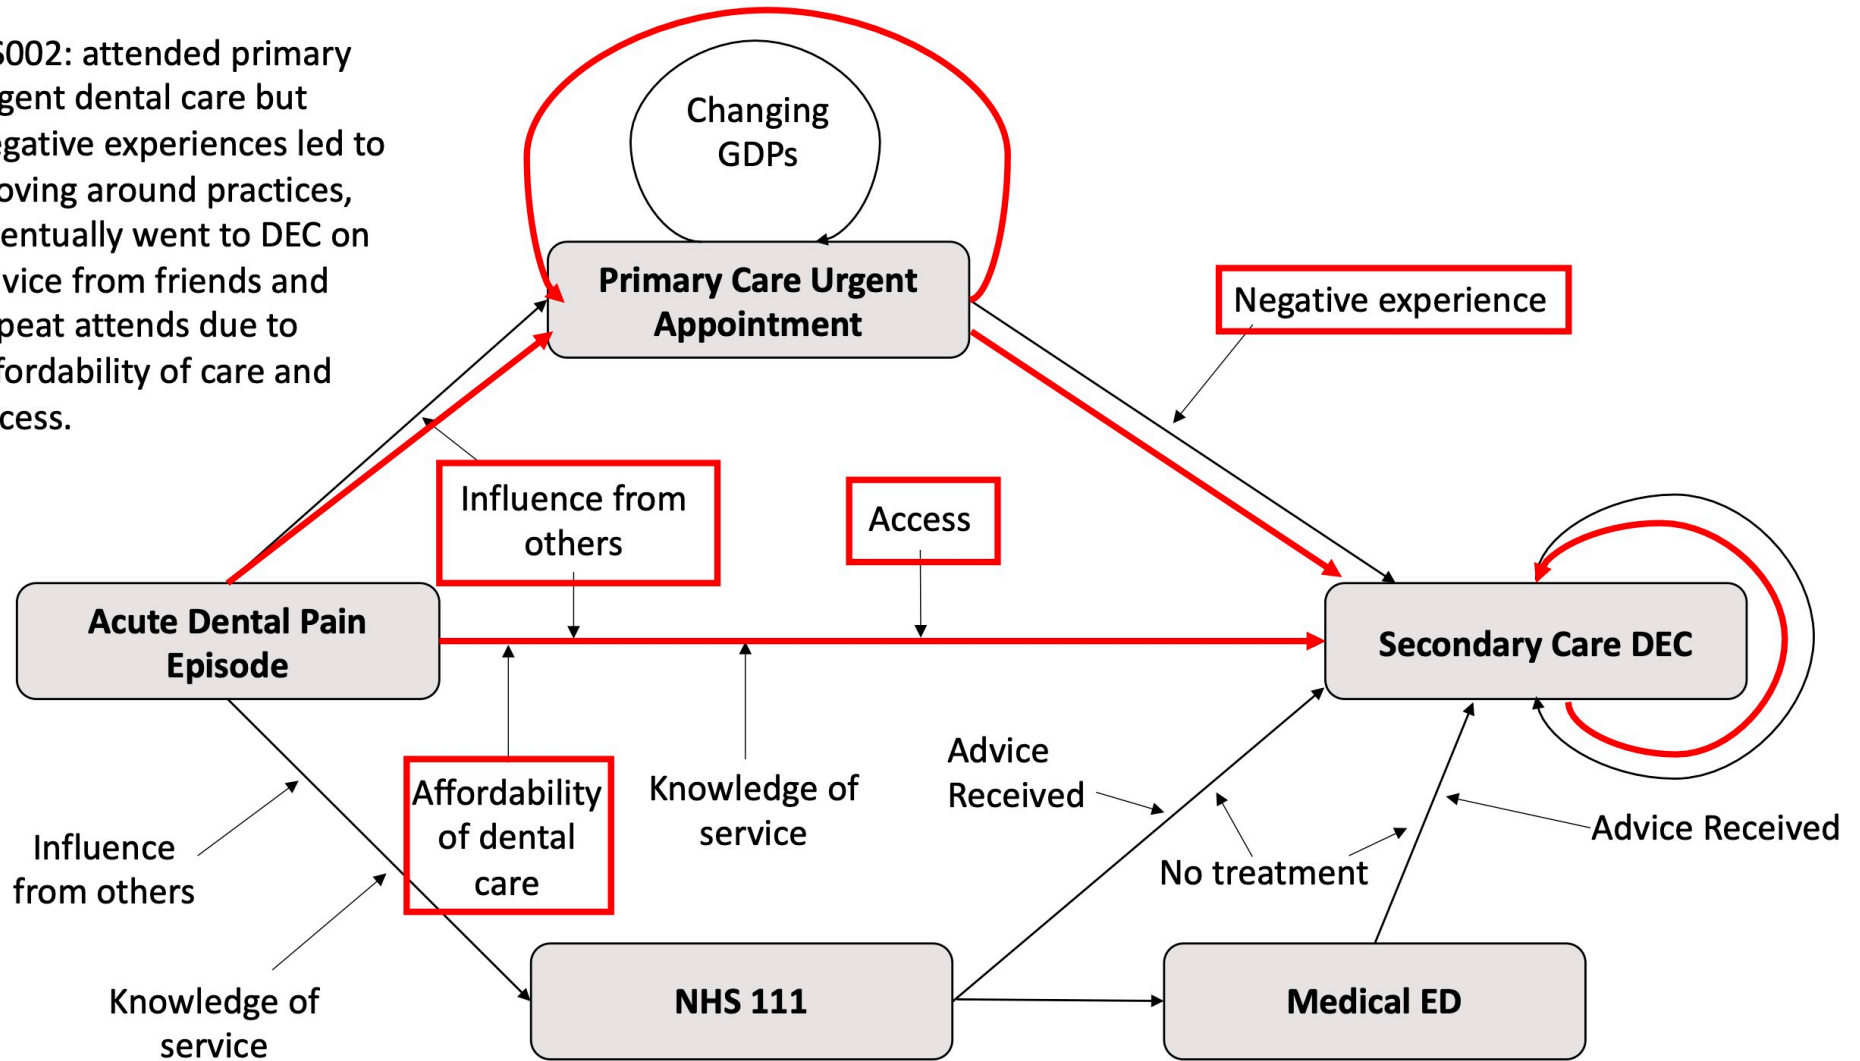 S002: attended primary
gent dental care but
gative experiences led to
oving around practices,
entually went to DEC on
vice from friends and
peat attends due to
fordability of care and
cess.
Changing
GDPs
Primary Care Urgent
Appointment
Negative experience
Influence from
others
Access
Acute Dental Pain
Episode
Secondary Care DEC
Affordability
of dental
care
Knowledge of
service
Advice
Received
No treatment
Advice Received
Influence
from others
Knowledge of
service
NHS 111
Medical ED